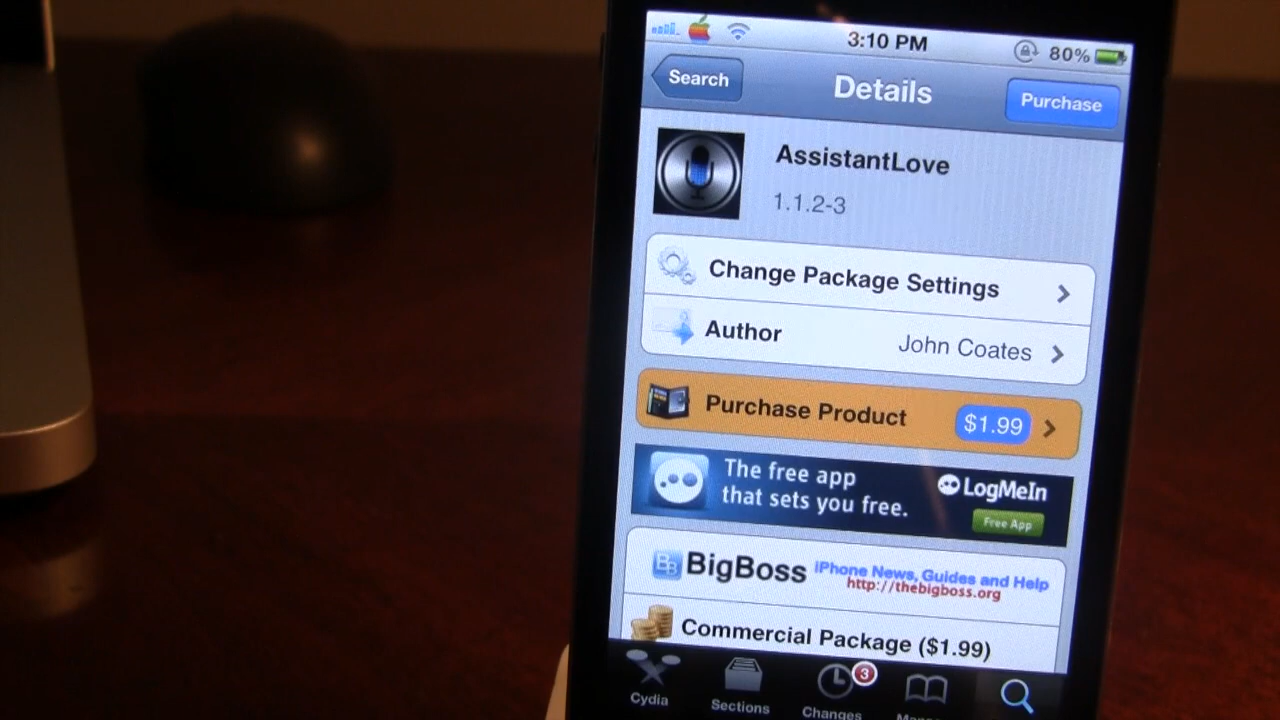 3:10 PM
80%
Search
Details
Purchase
AssistantLove
1.1.2-3
Change Package Settings
Author
John Coates
Purchase Product
$1.99
The free app
that sets you free.
LogMeIn
Free App
BB
BigBoss
iPhone News, Guides and Help
http://thebigboss.org
Commercial Package ($1.99)
3
Cydia
Sections
Changes